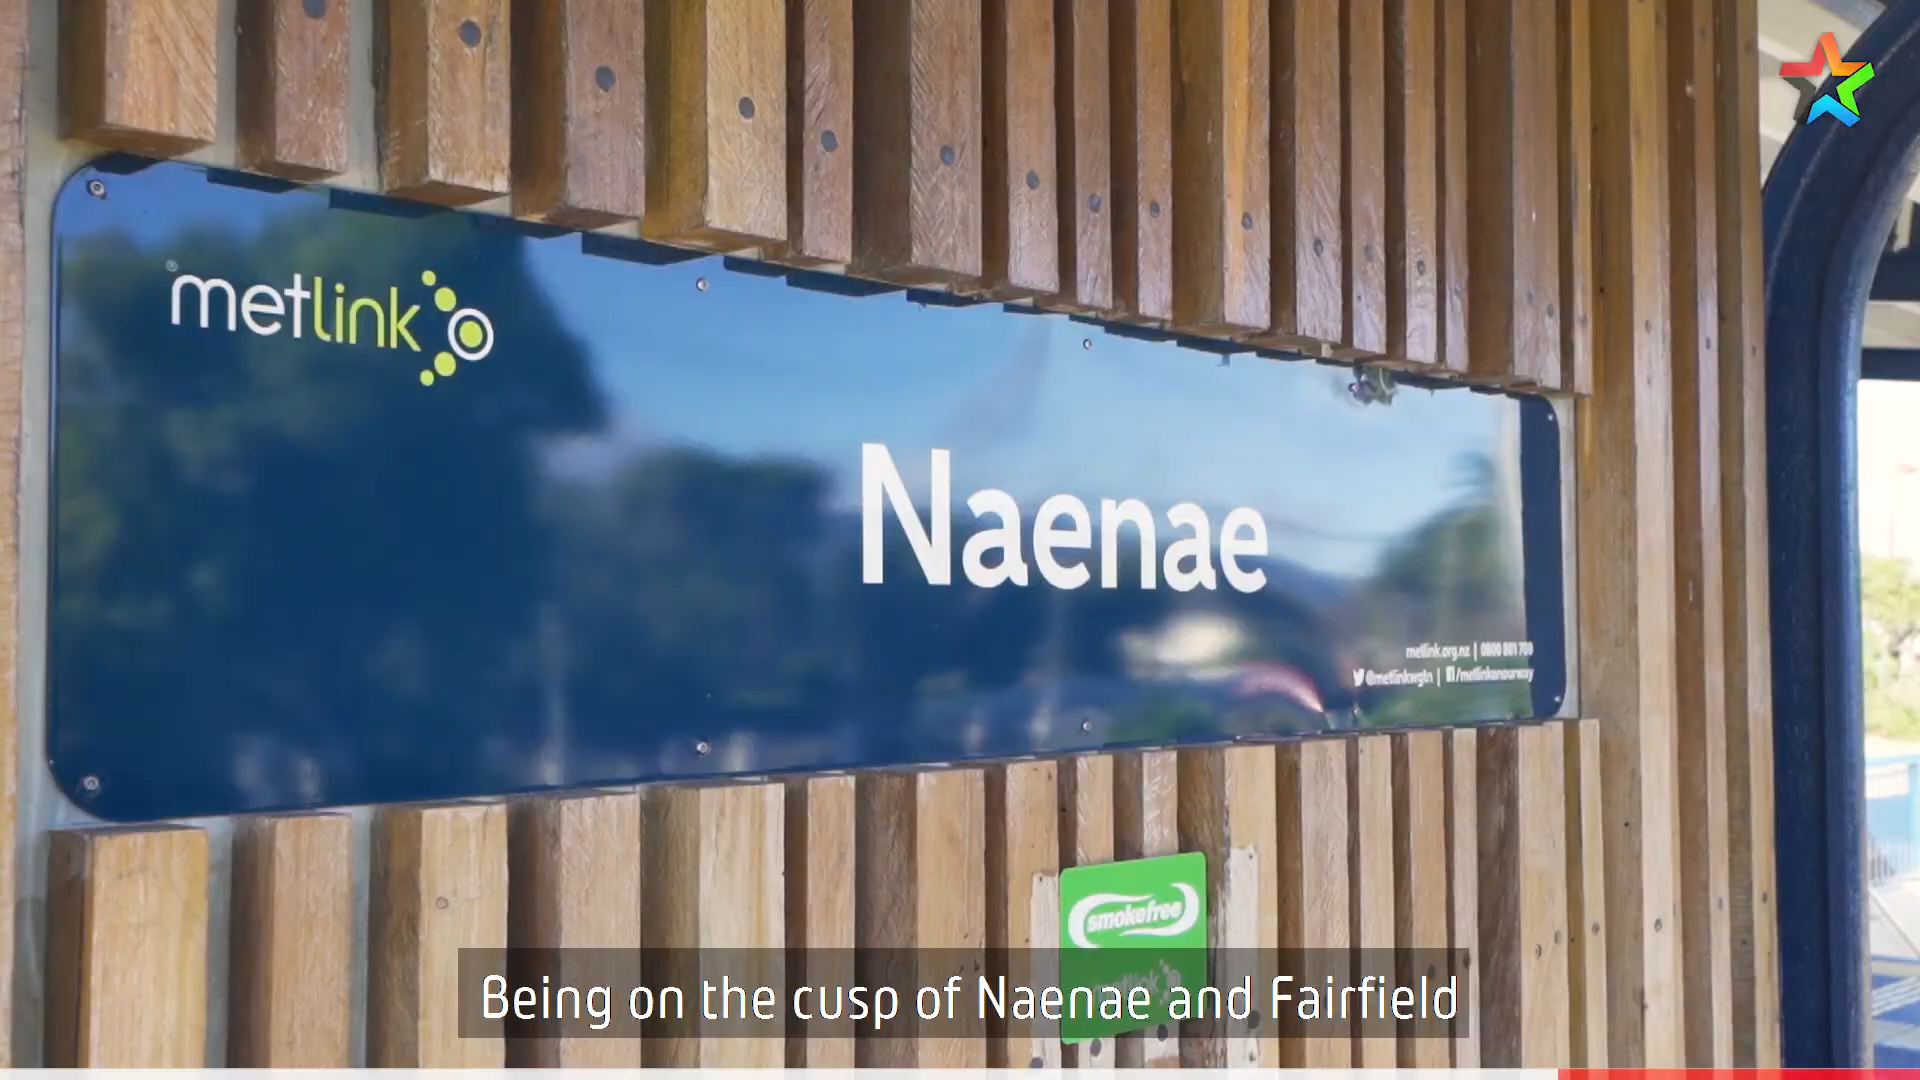 metlink
Naenae
metlink.org.nz | 0800 801 700
@metlinkwgtn | /metlinkonourway
smokefree
metlink
Being on the cusp of Naenae and Fairfield